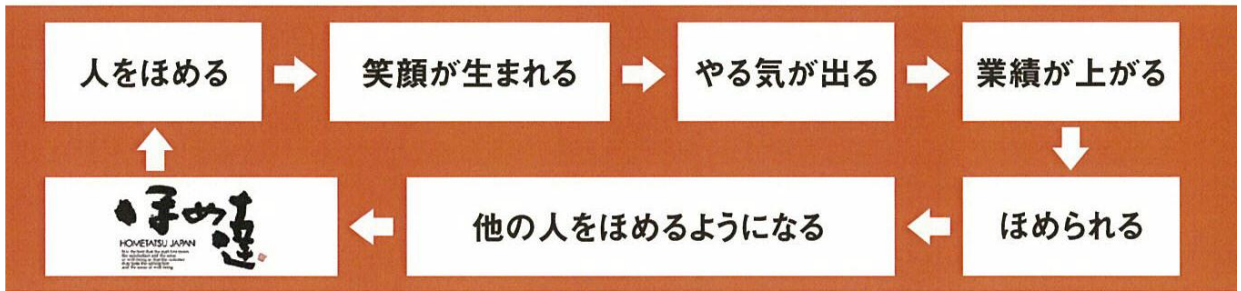 人をほめる
笑顔が生まれる
やる気が出る
業績が上がる
ほめられる
他の人をほめるようになる
ほめ達
HOMETATSU JAPAN